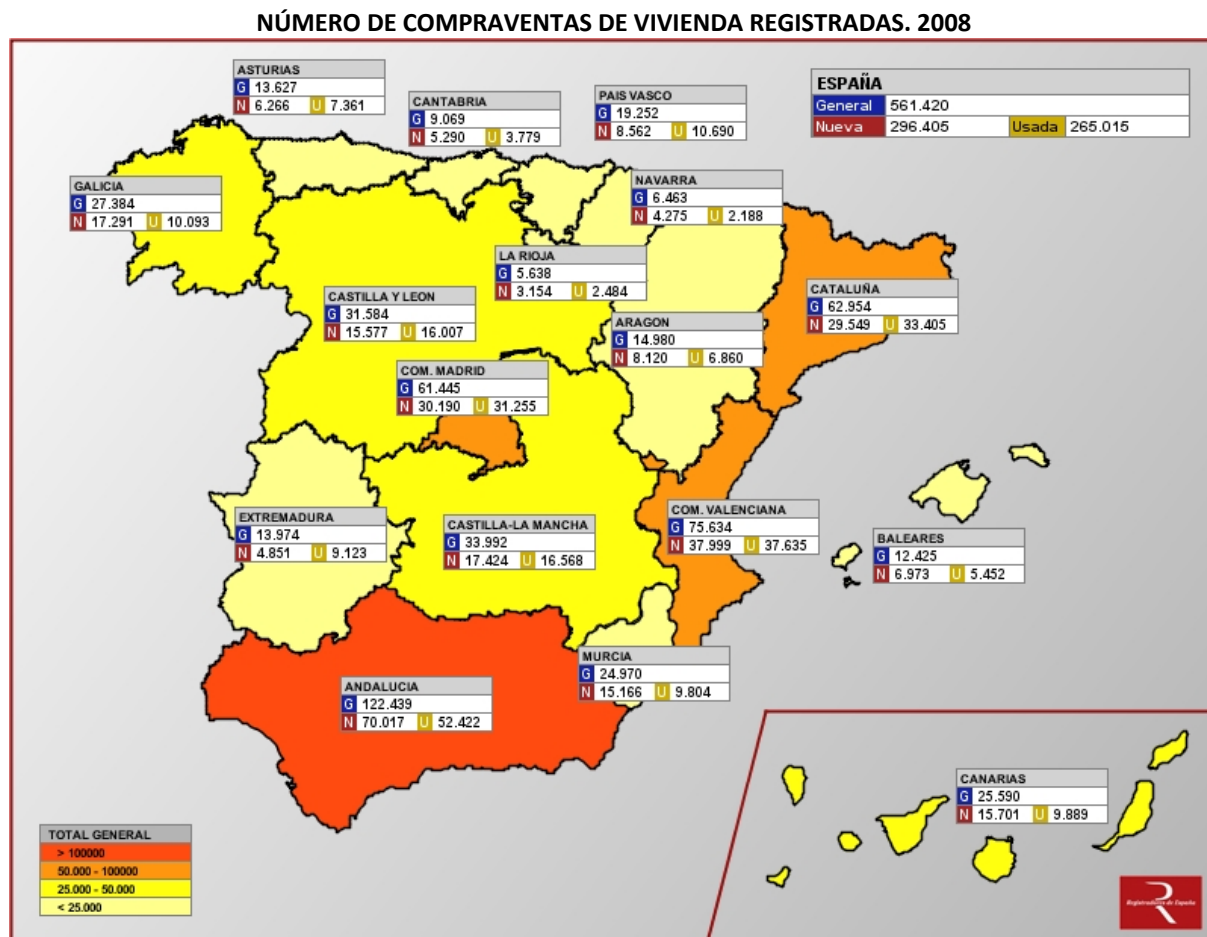 NÚMERO DE COMPRAVENTAS DE VIVIENDA REGISTRADAS. 2008
ASTURIAS
G 13.627
N 6.266 U 7.361
CANTABRIA
G 9.069
N 5.290 U 3.779
PAIS VASCO
G 19.252
N 8.562 U 10.690
ESPAÑA
General 561.420
Nueva 296.405 Usada 265.015
GALICIA
G 27.384
N 17.291 U 10.093
NAVARRA
G 6.463
N 4.275 U 2.188
LA RIOJA
G 5.638
N 3.154 U 2.484
CASTILLA Y LEON
G 31.584
N 15.577 U 16.007
ARAGON
G 14.980
N 8.120 U 6.860
CATALUÑA
G 62.954
N 29.549 U 33.405
COM. MADRID
G 61.445
N 30.190 U 31.255
EXTREMADURA
G 13.974
N 4.851 U 9.123
CASTILLA-LA MANCHA
G 33.992
N 17.424 U 16.568
COM. VALENCIANA
G 75.634
N 37.999 U 37.635
BALEARES
G 12.425
N 6.973 U 5.452
MURCIA
G 24.970
N 15.166 U 9.804
ANDALUCIA
G 122.439
N 70.017 U 52.422
CANARIAS
G 25.590
N 15.701 U 9.889
TOTAL GENERAL
> 100000
50.000 - 100000
25.000 - 50.000
< 25.000
R
Registradores de España